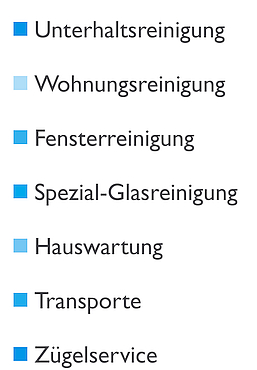 Unterhaltsreinigung
Wohnungsreinigung
Fensterreinigung
Spezial-Glasreinigung
Hauswartung
Transporte
Zügelservice